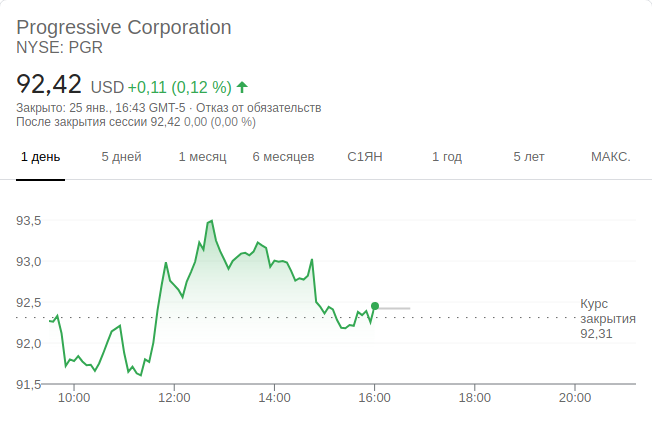 Progressive Corporation
NYSE: PGR
92,42 USD +0,11 (0,12 %)
Закрыто: 25 янв., 16:43 GMT-5 · Отказ от обязательств
После закрытия сессии 92,42 0,00 (0,00 %)
1 день 5 дней 1 месяц 6 месяцев С1ЯН 1 год 5 лет МАКС.
93,5
93,0
92,5
92,0
91,5
Курс
закрытия
92,31
10:00 12:00 14:00 16:00 18:00 20:00